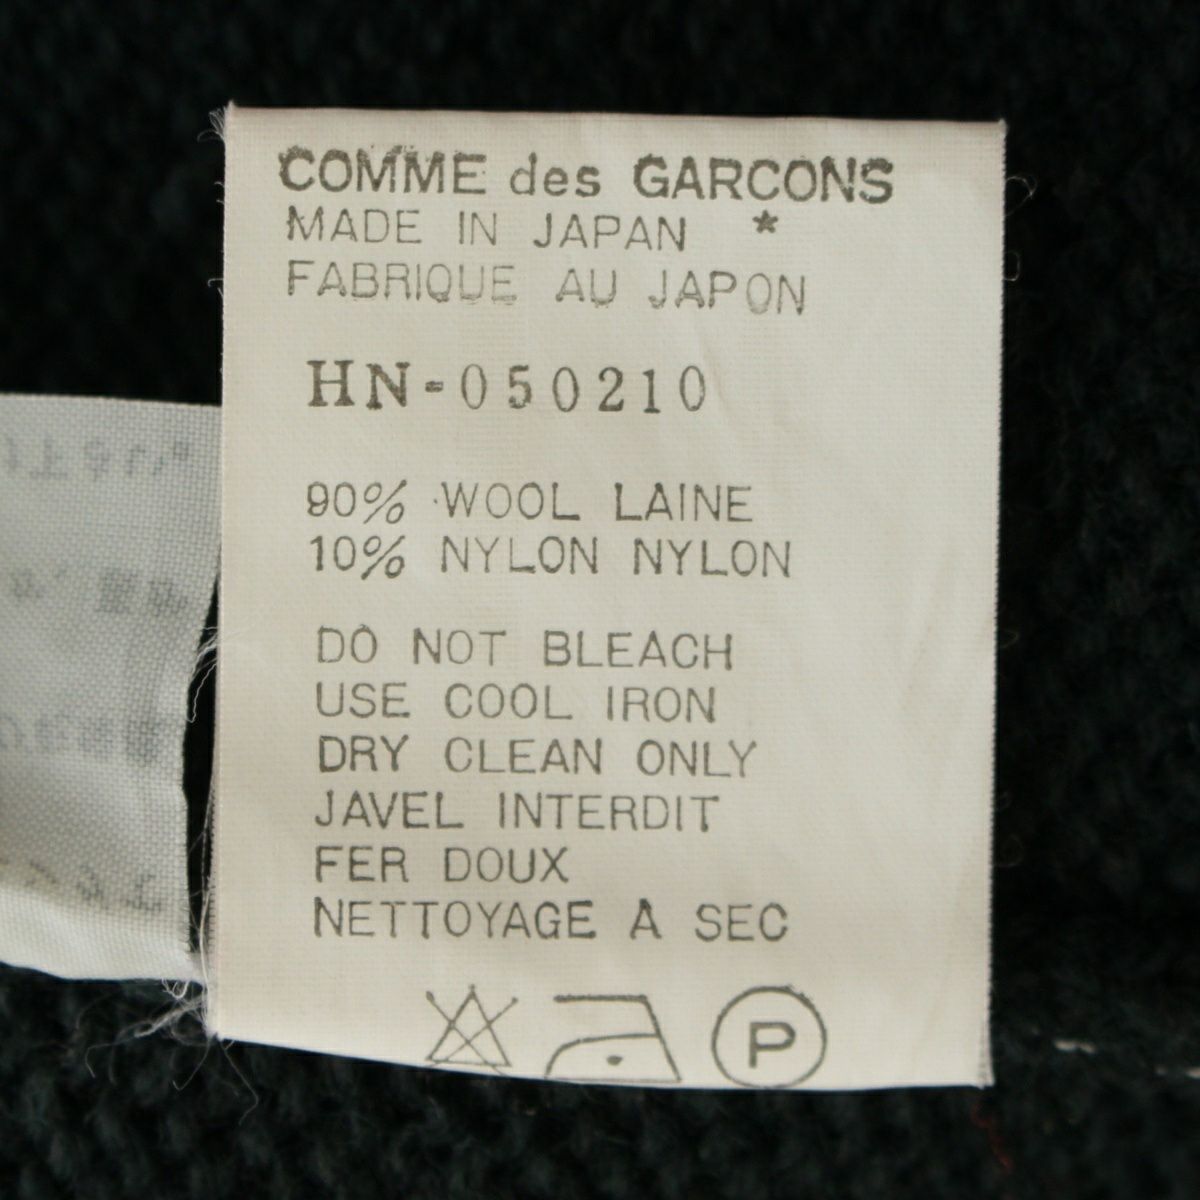 COMME des GARCONS
MADE IN JAPAN *
FABRIQUE AU JAPON
HN-050210
90% WOOL LAINE
10% NYLON NYLON
DO NOT BLEACH
USE COOL IRON
DRY CLEAN ONLY
JAVEL INTERDIT
FER DOUX
NETTOYAGE A SEC
P